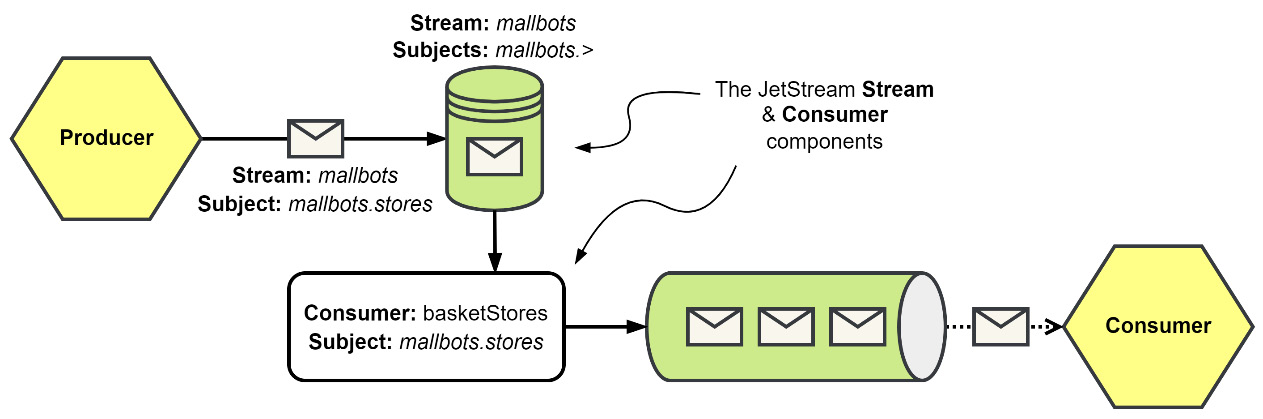 Stream: mallbots
Subjects: mallbots.>
The JetStream Stream
& Consumer
components
Producer
Stream: mallbots
Subject: mallbots.stores
Consumer: basketStores
Subject: mallbots.stores
Consumer